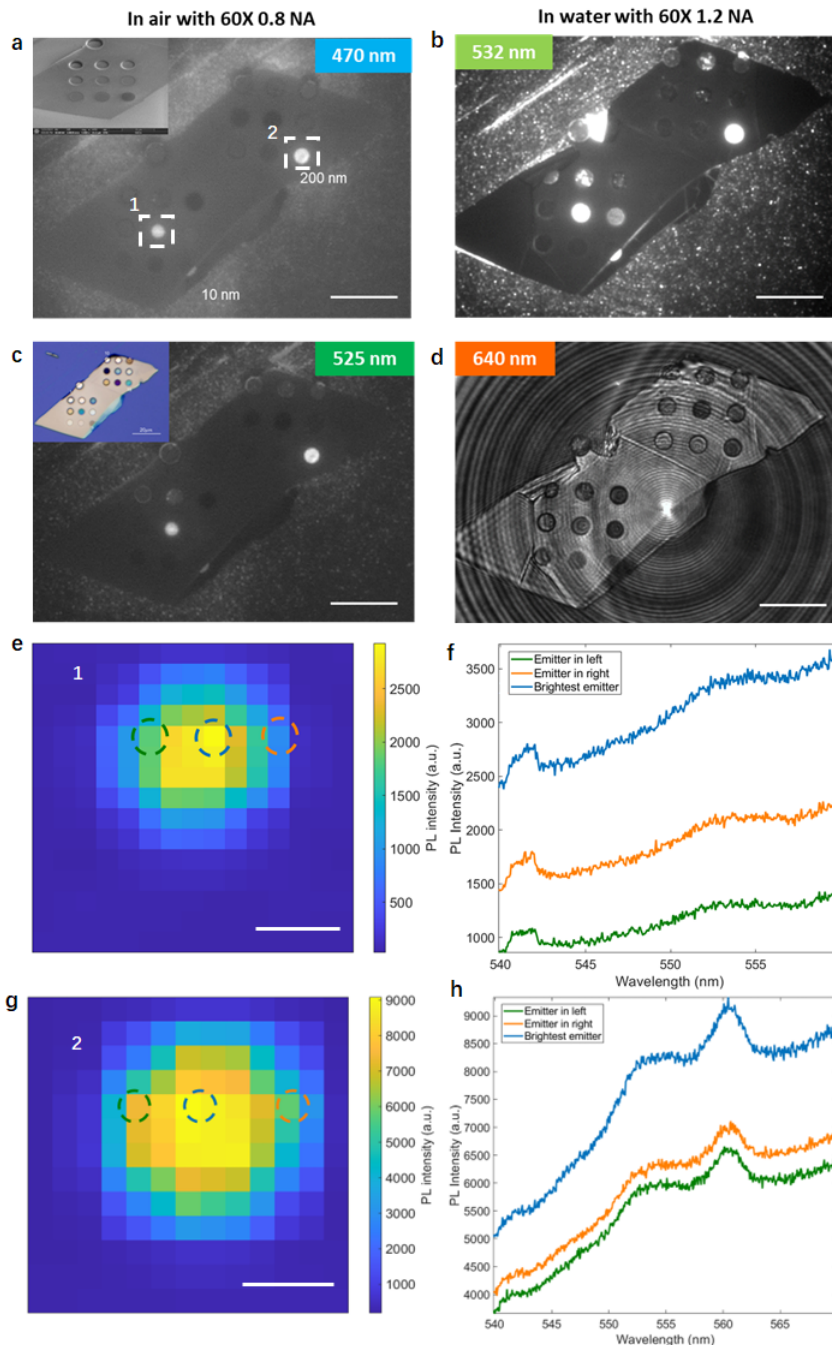 In air with 60X 0.8 NA
In water with 60X 1.2 NA
a
470 nm
1
2
200 nm
10 nm
b
532 nm
c
525 nm
20μm
d
640 nm
e
1
2500
2000
1500
1000
500
PL intensity (a.u.)
f
Emitter in left
Emitter in right
Brightest emitter
3500
3000
2500
2000
1500
1000
PL Intensity (a.u.)
540
545
550
555
Wavelength (nm)
g
2
9000
8000
7000
6000
5000
4000
3000
2000
1000
PL intensity (a.u.)
h
Emitter in left
Emitter in right
Brightest emitter
9000
8500
8000
7500
7000
6500
6000
5500
5000
4500
4000
PL Intensity (a.u.)
540
545
550
555
560
565
Wavelength (nm)